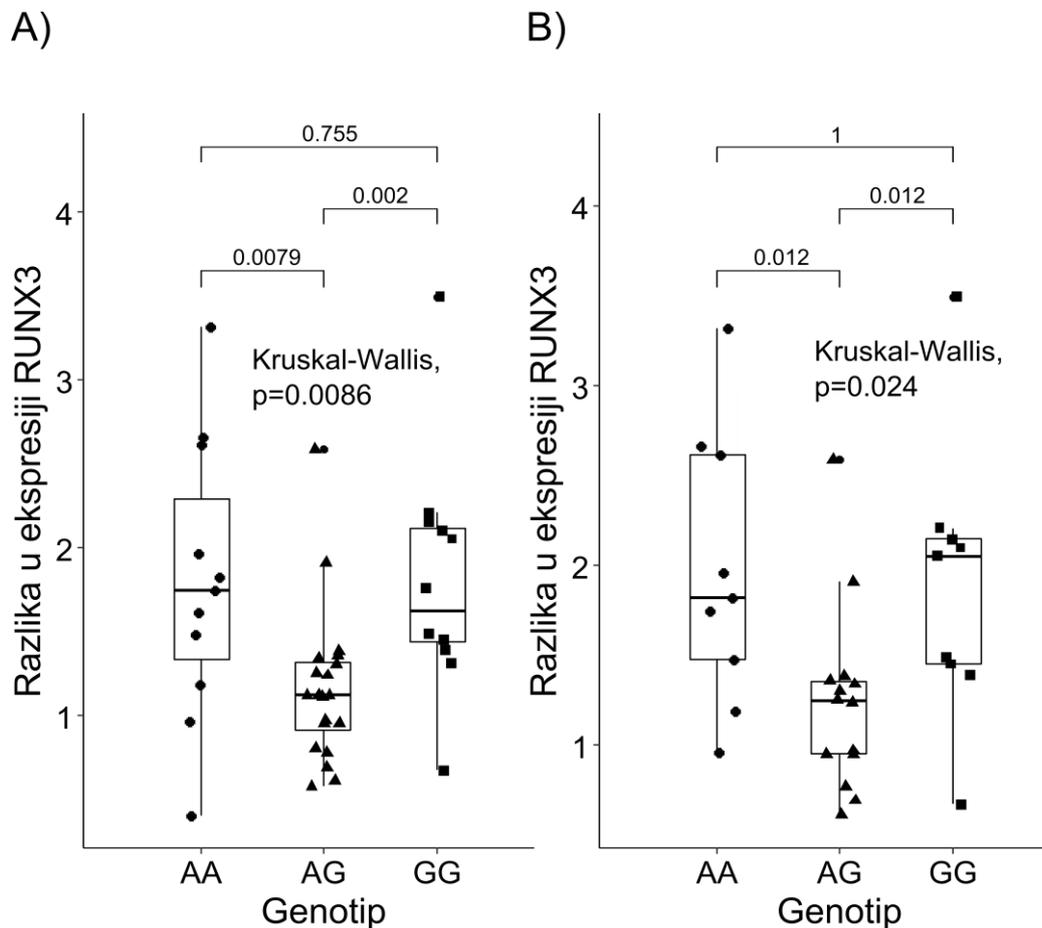 A)
0.755
0.002
0.0079
Kruskal-Wallis,
p=0.0086
Razlika u ekspresiji RUNX3
4
3
2
1
AA AG GG
Genotip
B)
1
0.012
0.012
Kruskal-Wallis,
p=0.024
Razlika u ekspresiji RUNX3
4
3
2
1
AA AG GG
Genotip